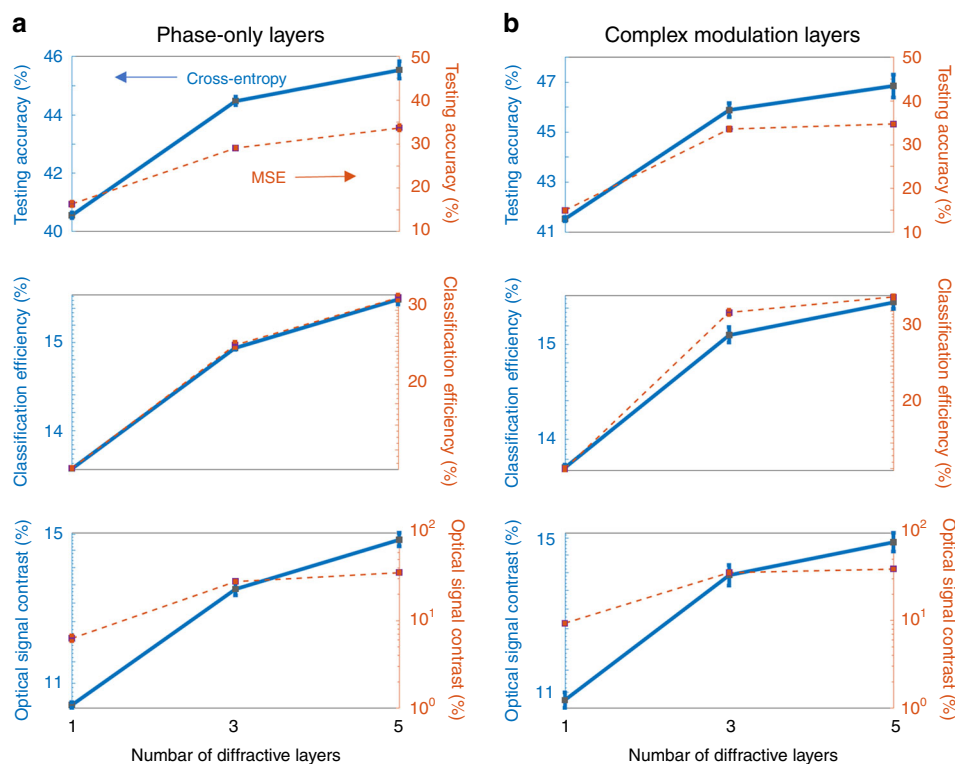 a
Phase-only layers
Testing accuracy (%)
46
44
42
40
Cross-entropy
MSE
50
40
30
20
10
Testing accuracy (%)
Classification efficiency (%)
15
14
30
20
Classification efficiency (%)
Optical signal contrast (%)
15
11
10²
10¹
10⁰
Optical signal contrast (%)
1
3
5
Numbar of diffractive layers
b
Complex modulation layers
Testing accuracy (%)
47
45
43
41
50
40
30
20
10
Testing accuracy (%)
Classification efficiency (%)
15
14
30
20
Classification efficiency (%)
Optical signal contrast (%)
15
11
10²
10¹
10⁰
Optical signal contrast (%)
1
3
5
Numbar of diffractive layers